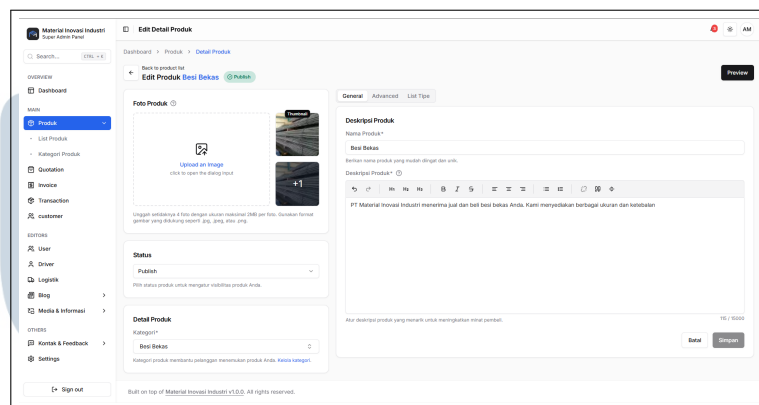 Material Inovasi Industri
Super Admin Panel
Edit Detail Produk
AM
Search...
CTRL + K
Dashboard > Produk > Detail Produk
Back to product list
Edit Produk Besi Bekas
Publish
Preview
OVERVIEW
Dashboard
MAIN
Produk
List Produk
Kategori Produk
Quotation
Invoice
Transaction
customer
EDITORS
User
Driver
Logistik
Blog
Media & Informasi
OTHERS
Kontak & Feedback
Settings
Sign out
Foto Produk
Thumbnail
Upload an Image
click to open the dialog input
+1
Unggah setidaknya 4 foto dengan ukuran maksimal 2MB per foto. Gunakan format
gambar yang didukung seperti .jpg, .jpeg, atau .png.
Status
Publish
Pilih status produk untuk mengatur visibilitas produk Anda.
Detail Produk
Kategori*
Besi Bekas
Kategori produk membantu pelanggan menemukan produk Anda. Kelola kategori.
General
Advanced
List Tipe
Deskripsi Produk
Nama Produk*
Besi Bekas
Berikan nama produk yang mudah diingat dan unik.
Deskripsi Produk*
H1 H2 H3 B I S
PT Material Inovasi Industri menerima jual dan beli besi bekas Anda. Kami menyediakan berbagai ukuran dan ketebalan
Atur deskripsi produk yang menarik untuk meningkatkan minat pembeli.
115 / 15000
Batal
Simpan
Built on top of Material Inovasi Industri v1.0.0. All rights reserved.